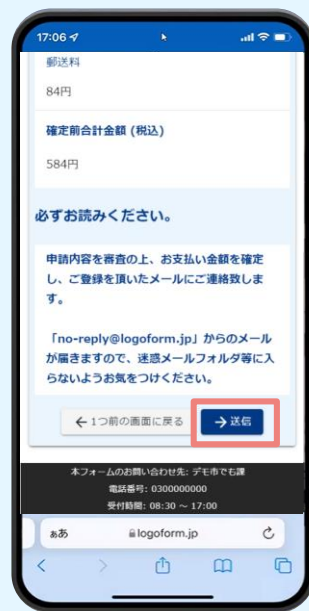 17:06
郵送料
84円
確定前合計金額 (税込)
584円
必ずお読みください。
申請内容を審査の上、お支払い金額を確定
し、ご登録を頂いたメールにご連絡致しま
す。
「no-reply@logoform.jp」からのメール
が届きますので、迷惑メールフォルダ等に入
らないようお気をつけください。
←1つ前の画面に戻る
→送信
本フォームのお問い合わせ先: デモ市でも課
電話番号: 0300000000
受付時間: 08:30 ～ 17:00
ぁあ
logoform.jp